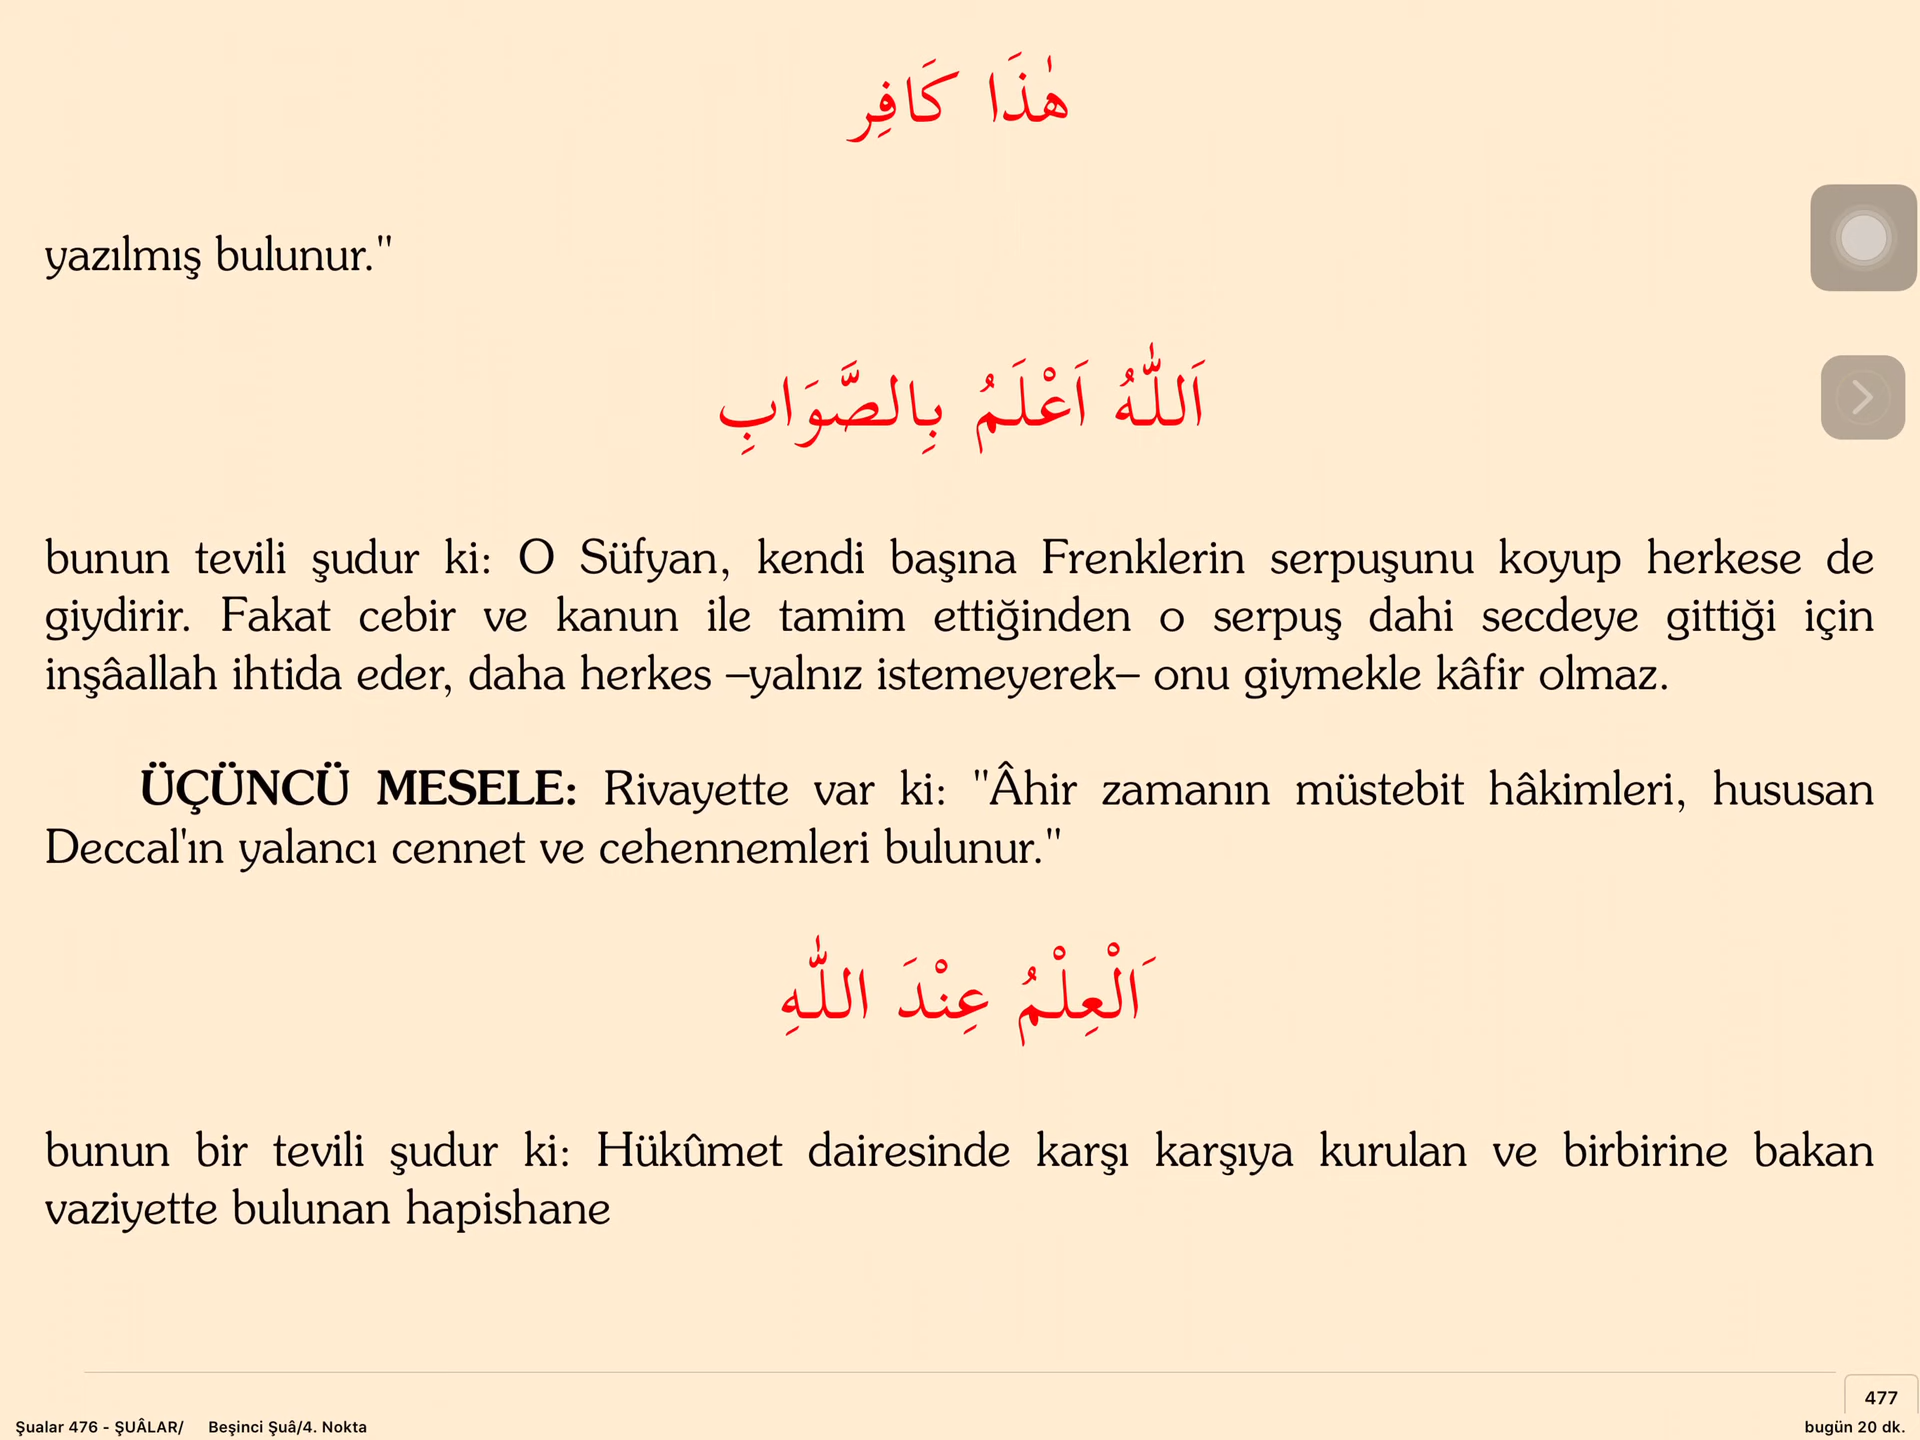 هٰذَا كَافِر
yazılmış bulunur."
اَللّٰهُ اَعْلَمُ بِالصَّوَابِ
bunun tevili şudur ki: O Süfyan, kendi başına Frenklerin serpuşunu koyup herkese de
giydirir. Fakat cebir ve kanun ile tamim ettiğinden o serpuş dahi secdeye gittiği için
inşâallah ihtida eder, daha herkes –yalnız istemeyerek– onu giymekle kâfir olmaz.
ÜÇÜNCÜ MESELE: Rivayette var ki: "Âhir zamanın müstebit hâkimleri, hususan
Deccal'ın yalancı cennet ve cehennemleri bulunur."
اَلْعِلْمُ عِنْدَ اللّٰهِ
bunun bir tevili şudur ki: Hükûmet dairesinde karşı karşıya kurulan ve birbirine bakan
vaziyette bulunan hapishane
477
Şualar 476 - ŞUÂLAR/ Beşinci Şuâ/4. Nokta
bugün 20 dk.